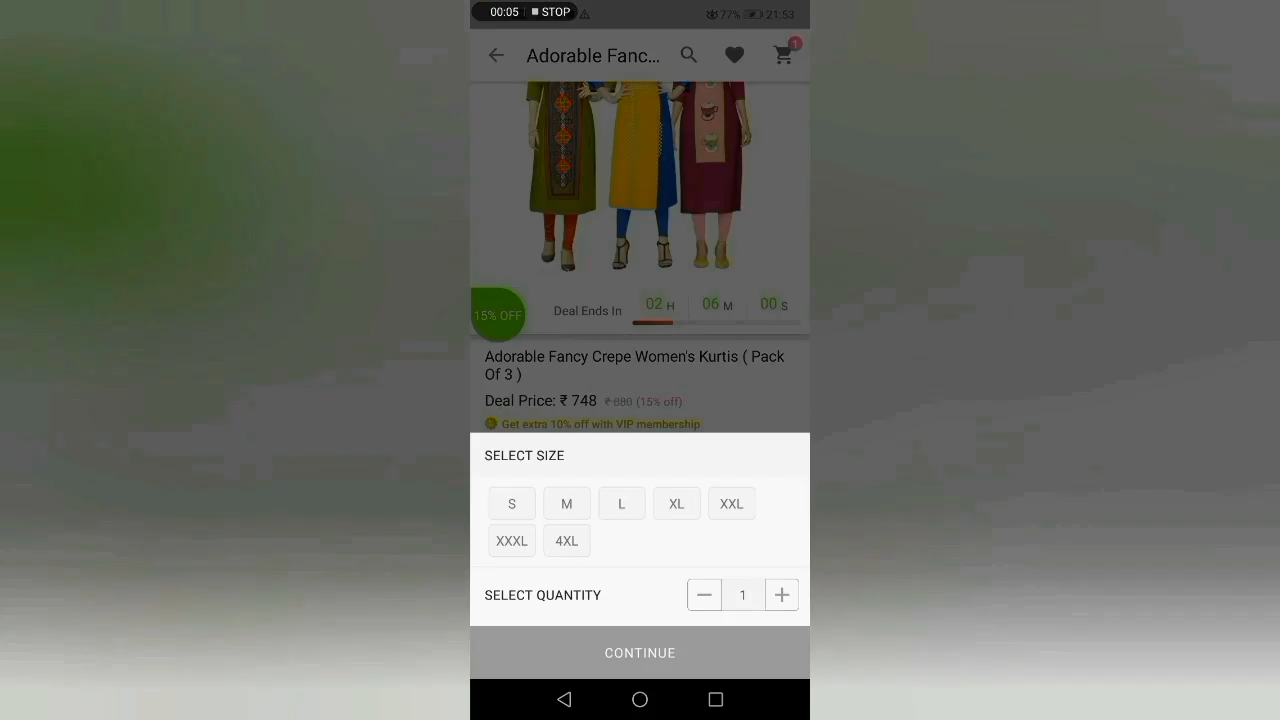 00:05 STOP 77% 21:53
Adorable Fanc... 1
15% OFF
Deal Ends In 02 H 06 M 00 S
Adorable Fancy Crepe Women's Kurtis ( Pack
Of 3 )
Deal Price: ₹ 748 ₹ 880 (15% off)
Get extra 10% off with VIP membership
SELECT SIZE
S M L XL XXL
XXXL 4XL
SELECT QUANTITY 1
CONTINUE